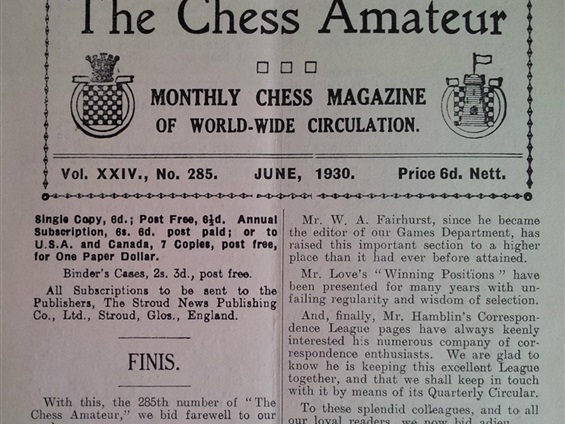 The Chess Amateur
MONTHLY CHESS MAGAZINE
OF WORLD-WIDE CIRCULATION.
Vol. XXIV., No. 285. JUNE, 1930. Price 6d. Nett.
Single Copy, 6d.; Post Free, 6½d. Annual
Subscription, 6s. 6d. post paid; or to
U.S.A. and Canada, 7 Copies, post free,
for One Paper Dollar.
Binder's Cases, 2s. 3d., post free.
All Subscriptions to be sent to the
Publishers, The Stroud News Publishing
Co., Ltd., Stroud, Glos., England.
FINIS.
With this, the 285th number of "The
Chess Amateur," we bid farewell to our
Mr. W. A. Fairhurst, since he became
the editor of our Games Department, has
raised this important section to a higher
place than it had ever before attained.
Mr. Love's "Winning Positions" have
been presented for many years with un-
failing regularity and wisdom of selection.
And, finally, Mr. Hamblin's Correspon-
dence League pages have always keenly
interested his numerous company of cor-
respondence enthusiasts. We are glad to
know he is keeping this excellent League
together, and that we shall keep in touch
with it by means of its Quarterly Circular.
To these splendid colleagues, and to all
our loyal readers, we now bid adieu